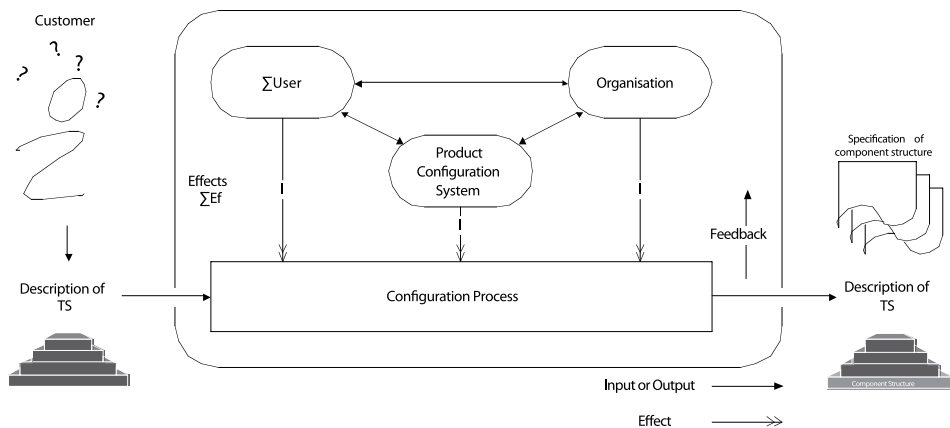 Customer
? ? ? ?
∑User
Organisation
Product
Configuration
System
Effects
∑Ef
Feedback
Specification of
component structure
Description of
TS
Configuration Process
Description of
TS
Component Structure
Input or Output
Effect